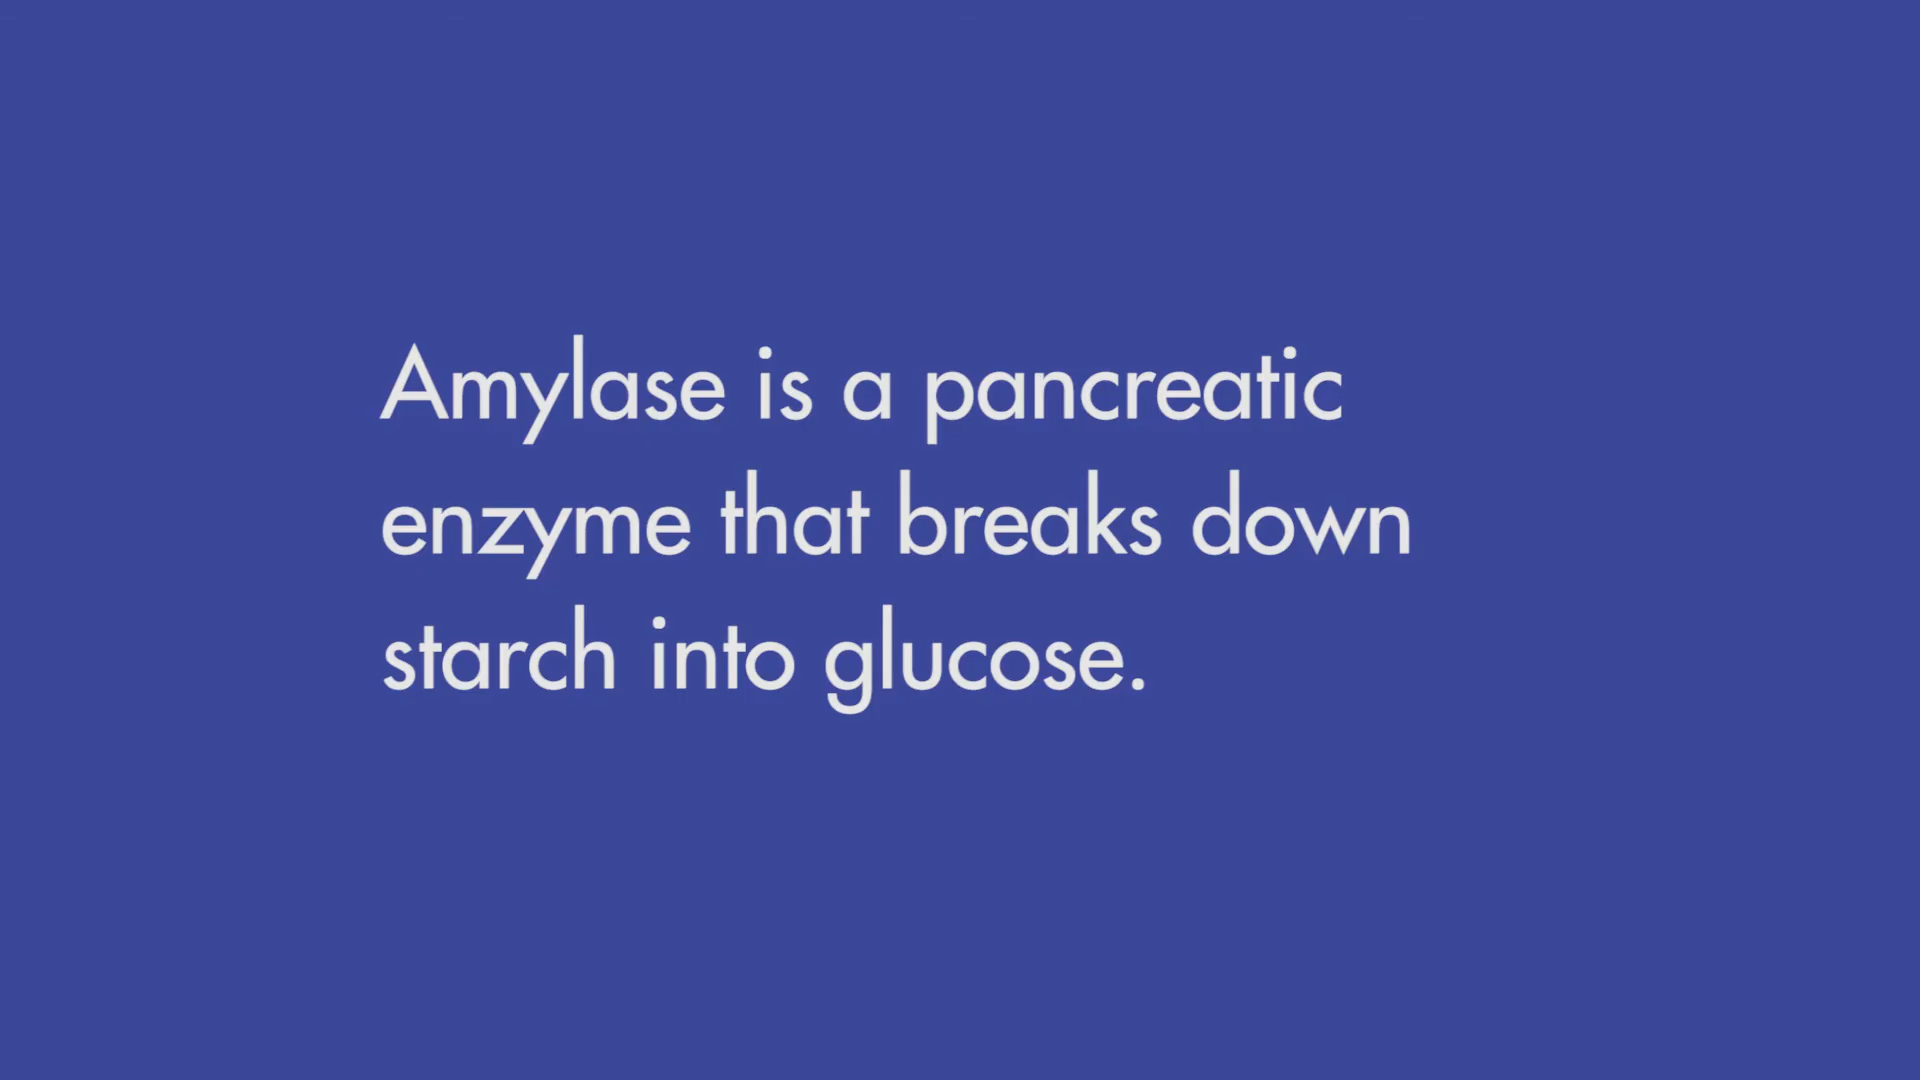 Amylase is a pancreatic
enzyme that breaks down
starch into glucose.